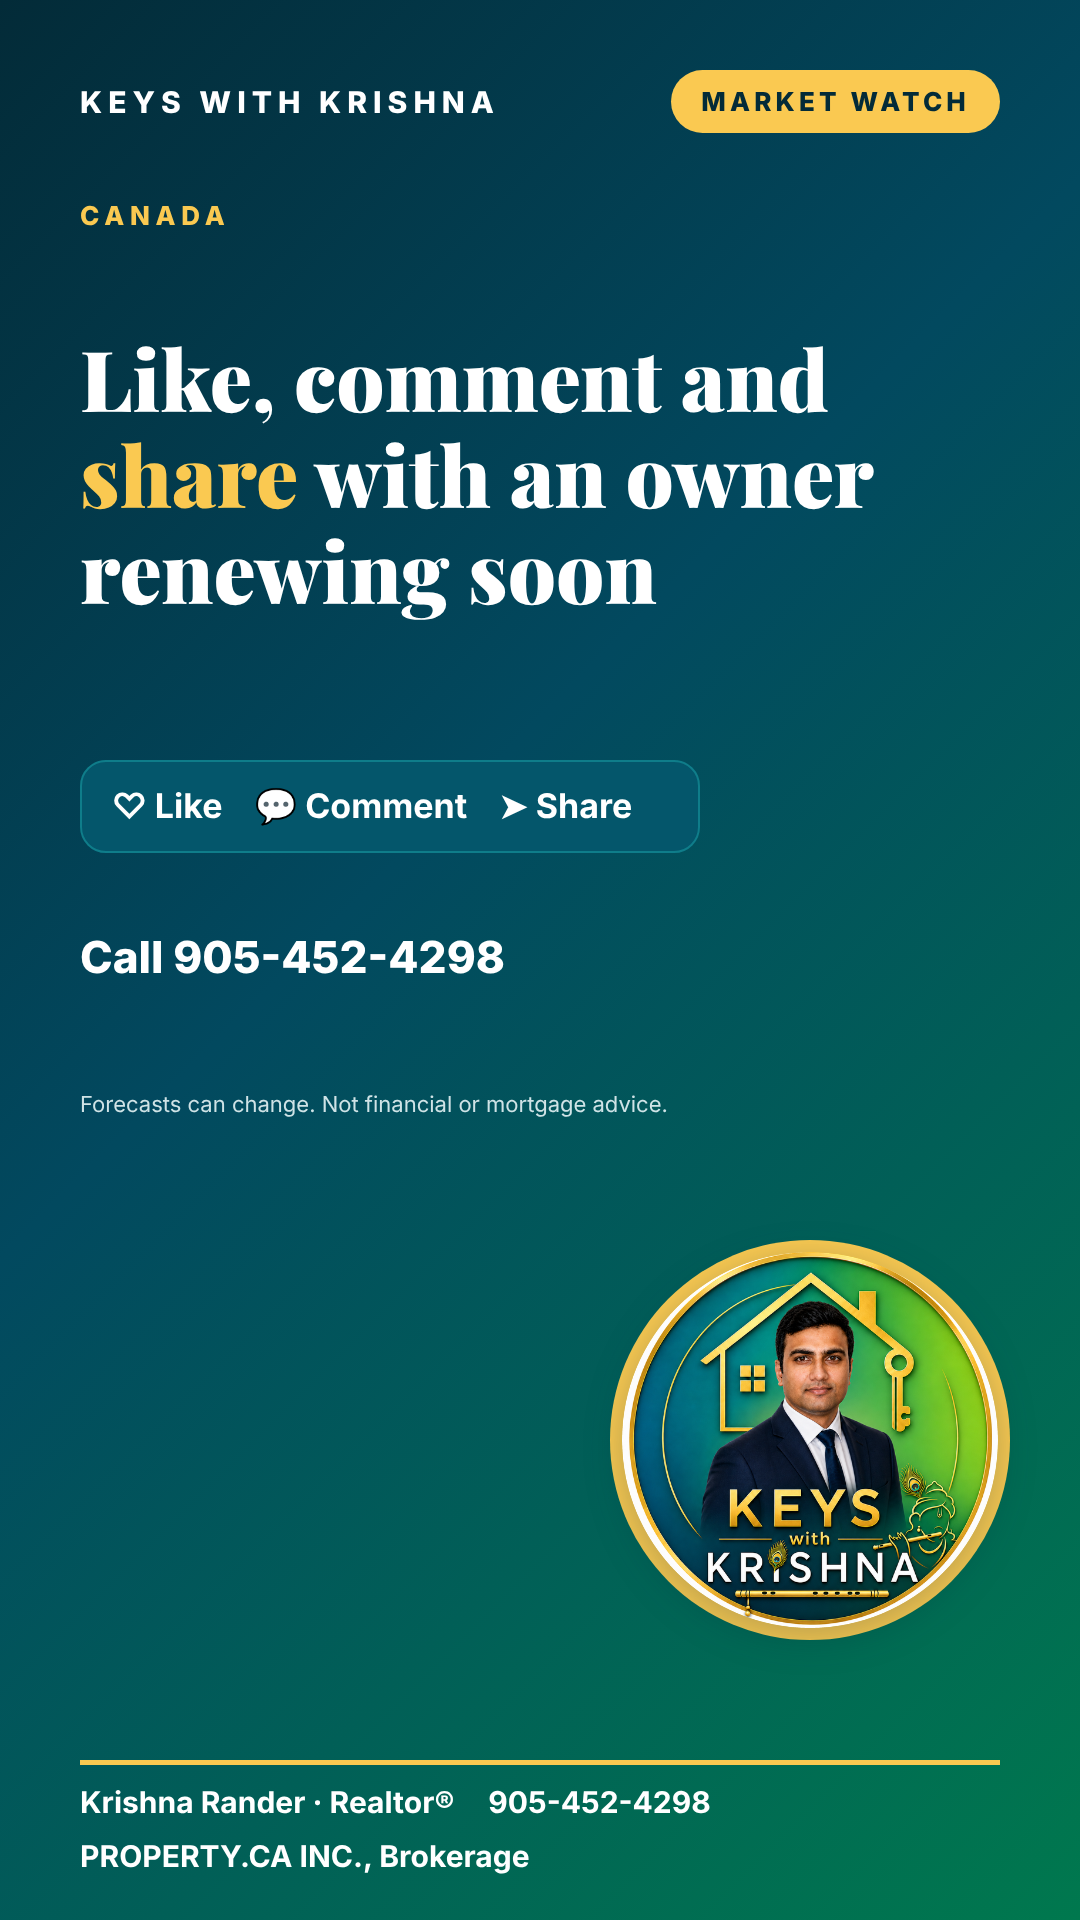 KEYS WITH KRISHNA
MARKET WATCH
CANADA
Like, comment and
share with an owner
renewing soon
♡ Like 💬 Comment ➤ Share
Call 905-452-4298
Forecasts can change. Not financial or mortgage advice.
KEYS
with
KRISHNA
Krishna Rander · Realtor® 905-452-4298
PROPERTY.CA INC., Brokerage